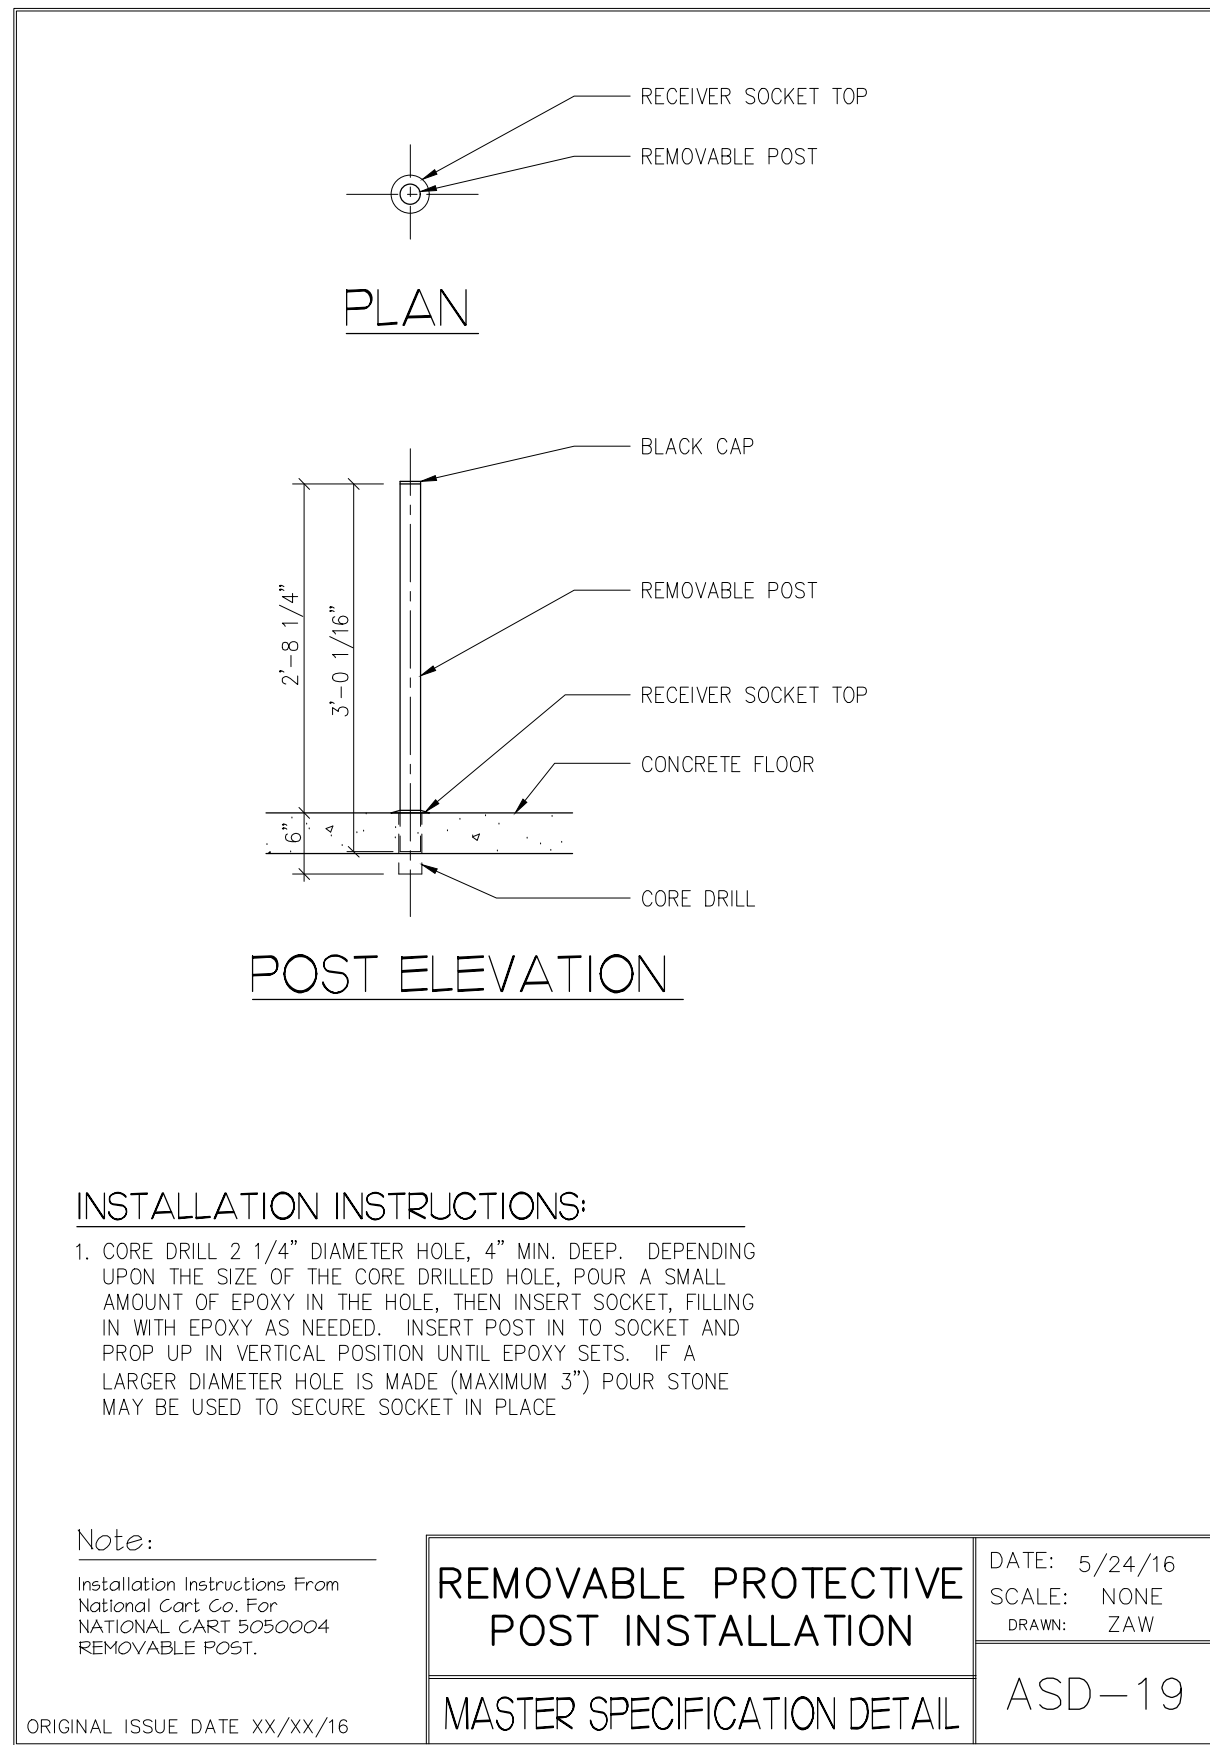 RECEIVER SOCKET TOP
REMOVABLE POST
PLAN
BLACK CAP
2'-8 1/4"
3'-0 1/16"
REMOVABLE POST
RECEIVER SOCKET TOP
CONCRETE FLOOR
6"
CORE DRILL
POST ELEVATION
INSTALLATION INSTRUCTIONS:
1. CORE DRILL 2 1/4" DIAMETER HOLE, 4" MIN. DEEP. DEPENDING
UPON THE SIZE OF THE CORE DRILLED HOLE, POUR A SMALL
AMOUNT OF EPOXY IN THE HOLE, THEN INSERT SOCKET, FILLING
IN WITH EPOXY AS NEEDED. INSERT POST IN TO SOCKET AND
PROP UP IN VERTICAL POSITION UNTIL EPOXY SETS. IF A
LARGER DIAMETER HOLE IS MADE (MAXIMUM 3") POUR STONE
MAY BE USED TO SECURE SOCKET IN PLACE
Note:
Installation Instructions From
National Cart Co. For
NATIONAL CART 5050004
REMOVABLE POST.
ORIGINAL ISSUE DATE XX/XX/16
REMOVABLE PROTECTIVE
POST INSTALLATION
MASTER SPECIFICATION DETAIL
DATE: 5/24/16
SCALE: NONE
DRAWN: ZAW
ASD-19